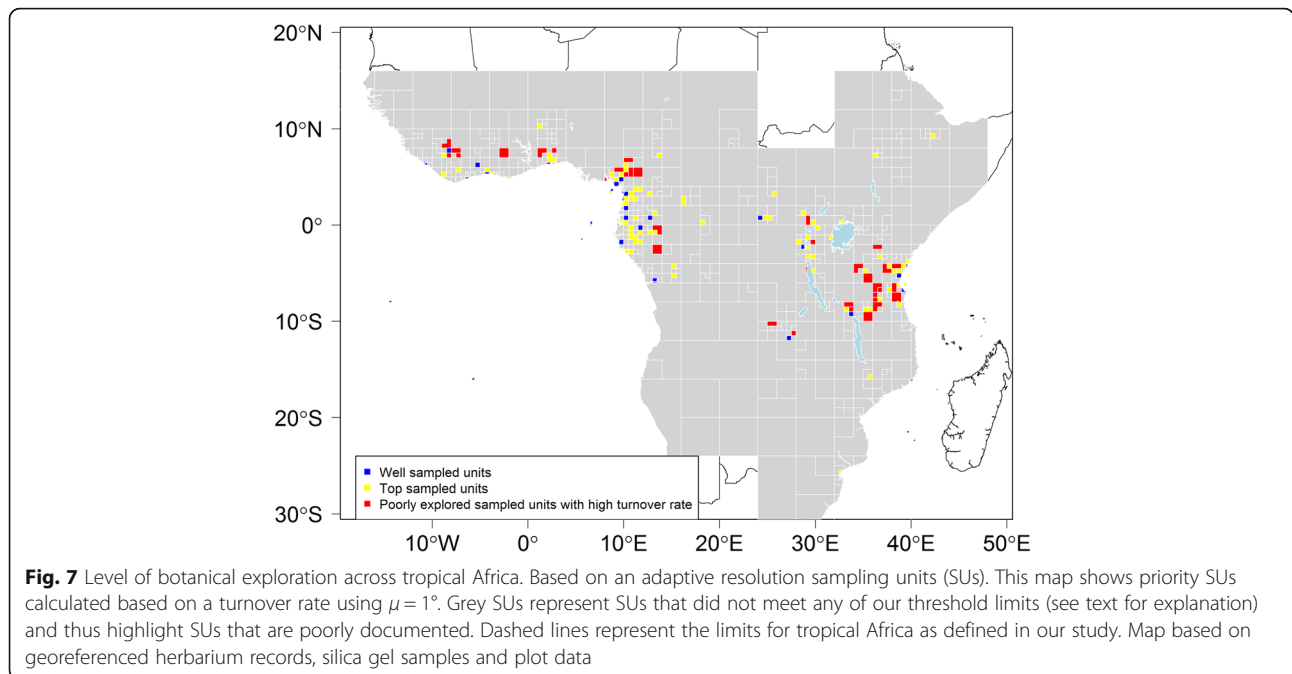 20°N
10°N
0°
10°S
20°S
30°S
Well sampled units
Top sampled units
Poorly explored sampled units with high turnover rate
10°W 0° 10°E 20°E 30°E 40°E 50°E
Fig. 7 Level of botanical exploration across tropical Africa. Based on an adaptive resolution sampling units (SUs). This map shows priority SUs
calculated based on a turnover rate using μ = 1°. Grey SUs represent SUs that did not meet any of our threshold limits (see text for explanation)
and thus highlight SUs that are poorly documented. Dashed lines represent the limits for tropical Africa as defined in our study. Map based on
georeferenced herbarium records, silica gel samples and plot data